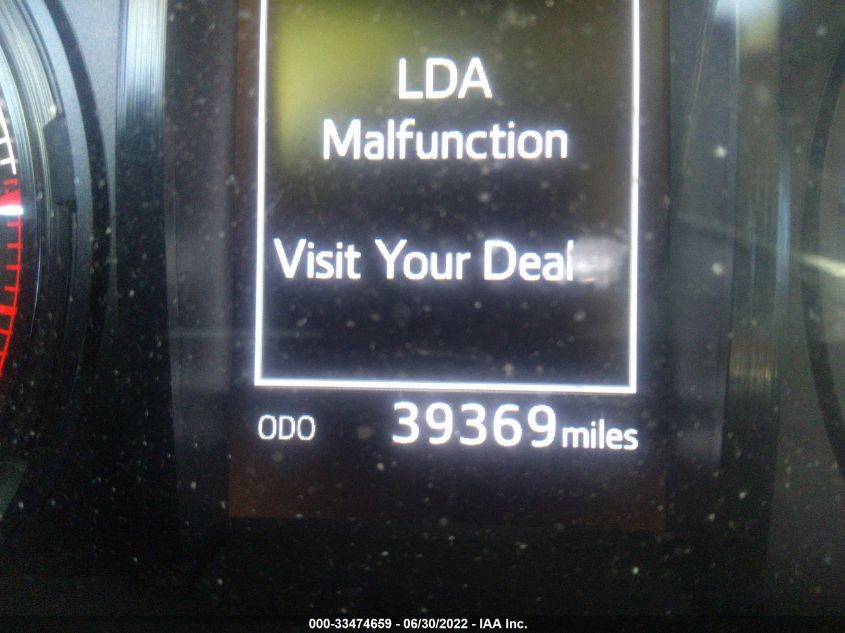 LDA
Malfunction
Visit Your Deal
ODO 39369 miles
000-33474659 - 06/30/2022 - IAA Inc.